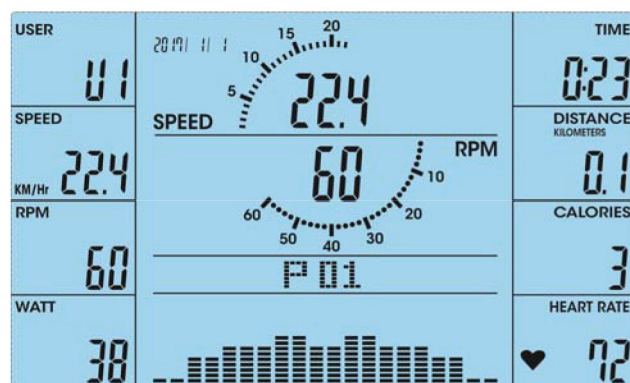 USER
U1
SPEED
KM/Hr 22.4
RPM
60
WATT
38
2017/ 1/ 1
5
10
15
20
SPEED 22.4
60 RPM
10
20
30
40
50
60
P01
TIME
0:23
DISTANCE
KILOMETERS
0.1
CALORIES
3
HEART RATE
72